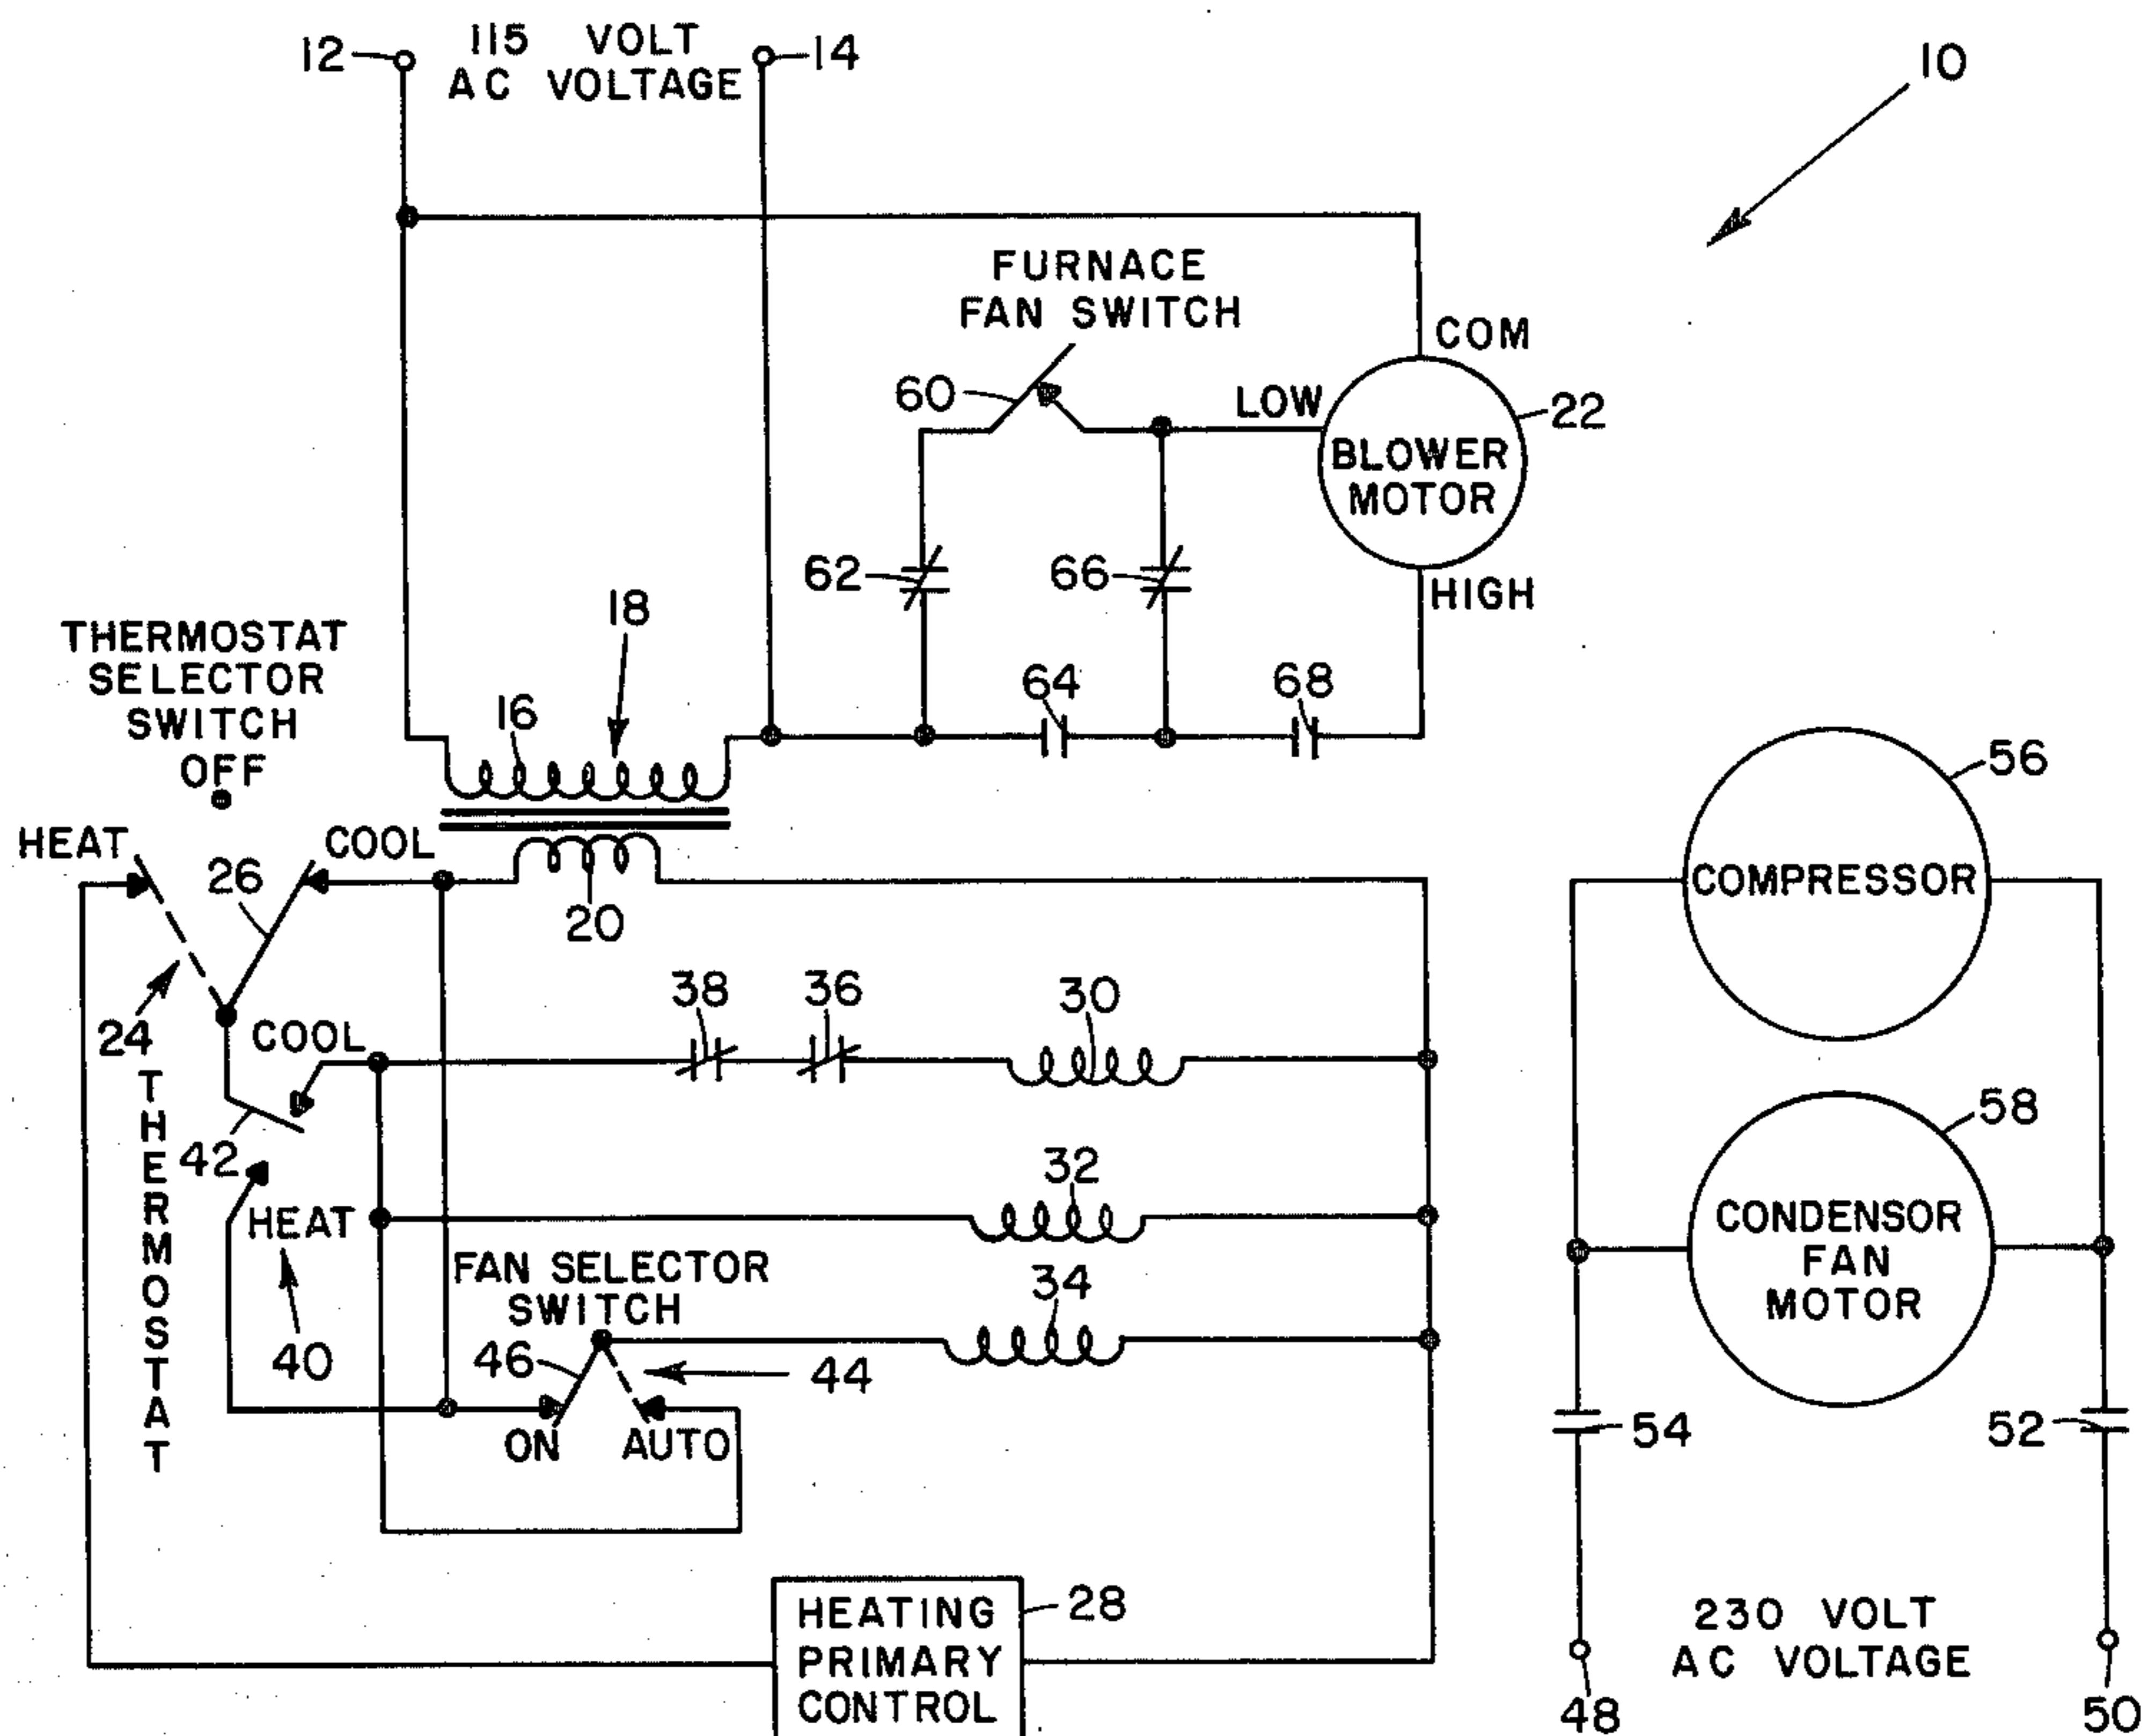 12
115 VOLT
AC VOLTAGE
14
10
FURNACE
FAN SWITCH
COM
60
LOW
22
BLOWER
MOTOR
62
66
HIGH
18
THERMOSTAT
SELECTOR
SWITCH
OFF
16
64
68
56
HEAT
COOL
26
20
COMPRESSOR
38
36
30
24
COOL
THERMOSTAT
42
32
58
HEAT
40
FAN SELECTOR
SWITCH
34
CONDENSOR
FAN
MOTOR
46
44
ON
AUTO
54
52
28
HEATING
PRIMARY
CONTROL
230 VOLT
AC VOLTAGE
48
50